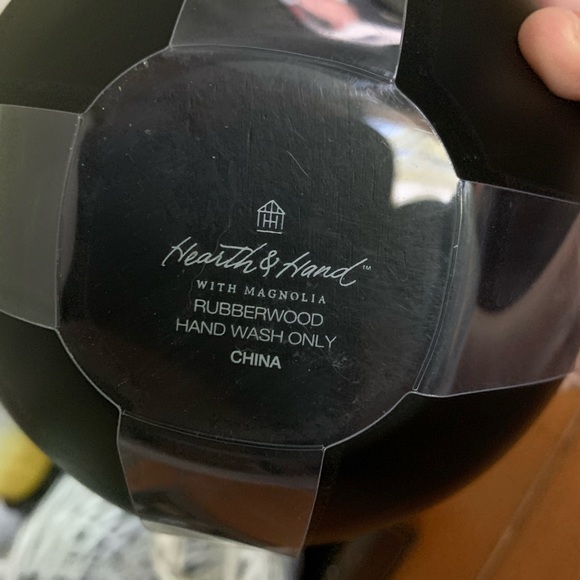 Hearth & Hand™
WITH MAGNOLIA
RUBBERWOOD
HAND WASH ONLY
CHINA